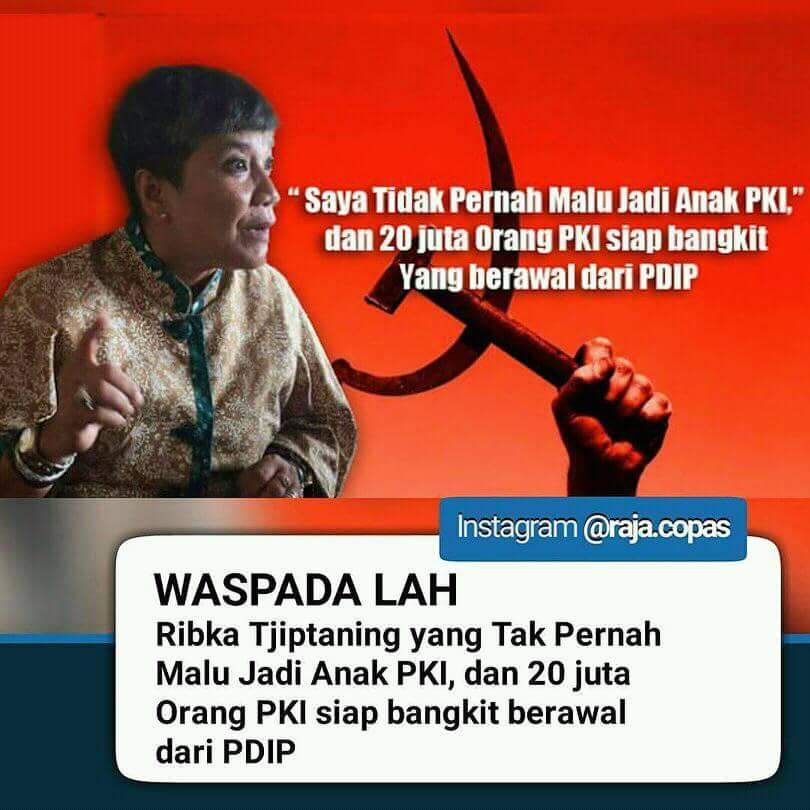 “ Saya Tidak Pernah Malu Jadi Anak PKI,”
dan 20 juta Orang PKI siap bangkit
Yang berawal dari PDIP
Instagram @raja.copas
WASPADA LAH
Ribka Tjiptaning yang Tak Pernah
Malu Jadi Anak PKI, dan 20 juta
Orang PKI siap bangkit berawal
dari PDIP